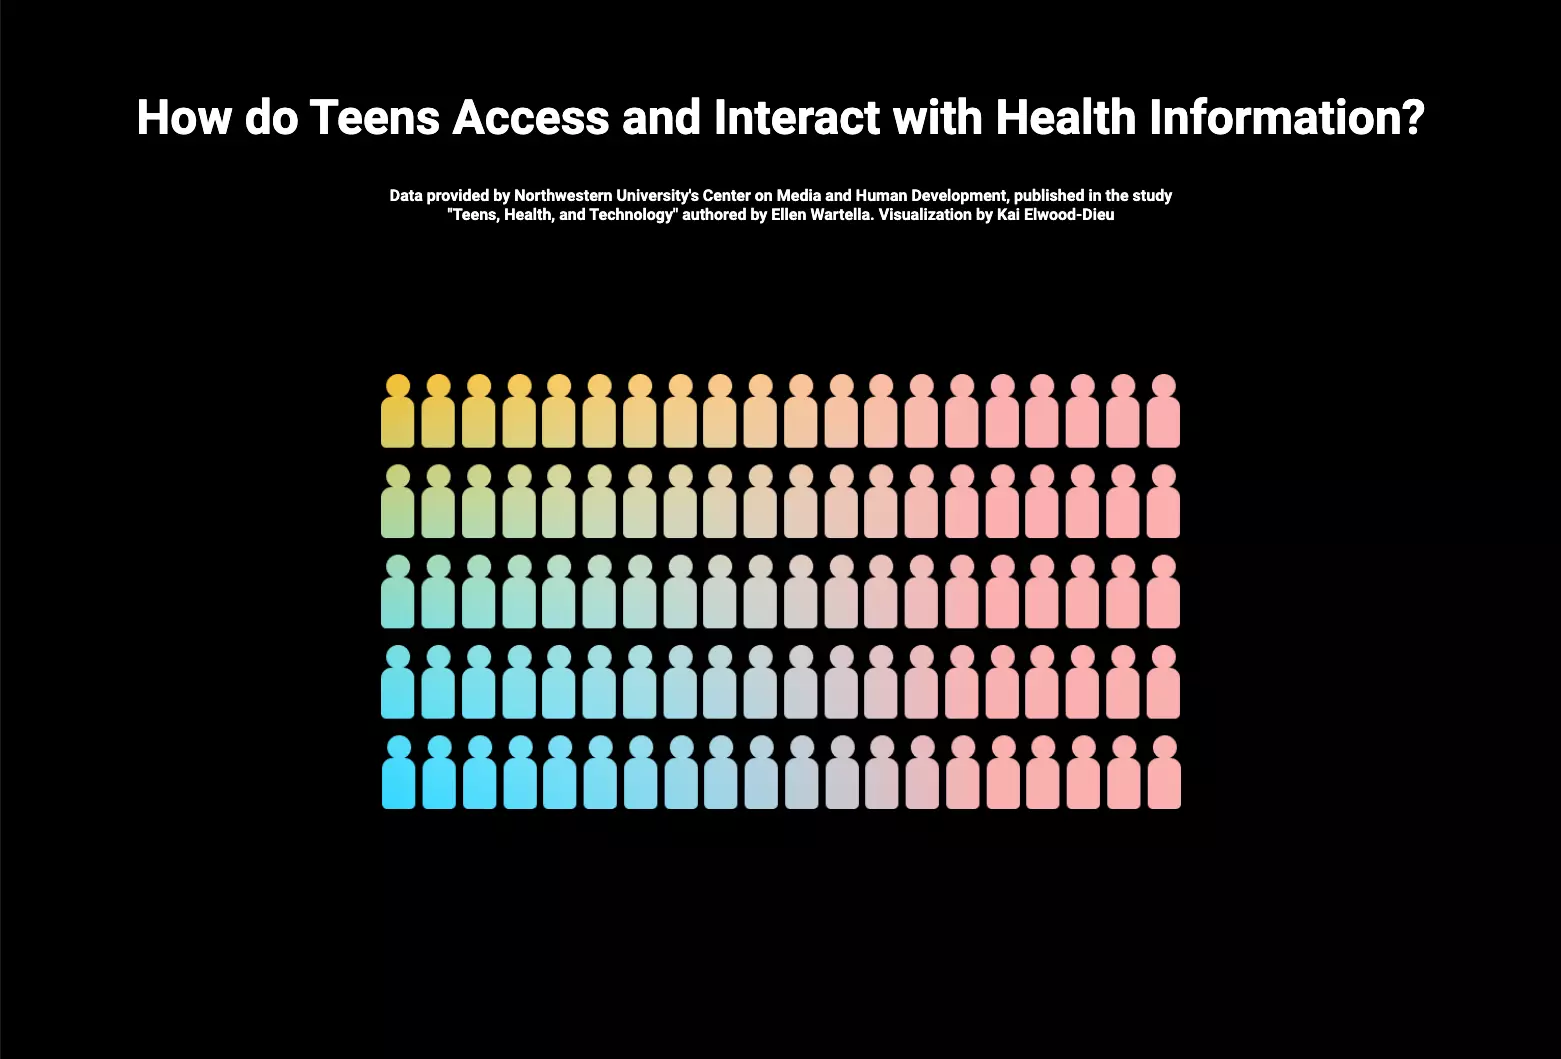 How do Teens Access and Interact with Health Information?
Data provided by Northwestern University's Center on Media and Human Development, published in the study
"Teens, Health, and Technology" authored by Ellen Wartella. Visualization by Kai Elwood-Dieu